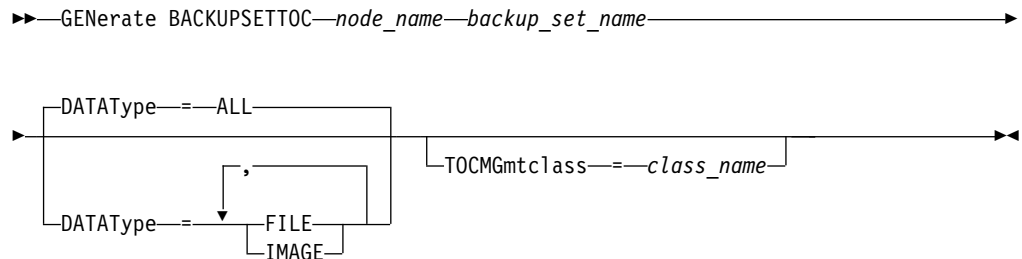 GENerate BACKUPSETTOC node_name backup_set_name
DATAType = ALL
TOCMGmtclass = class_name
,
DATAType = FILE
IMAGE